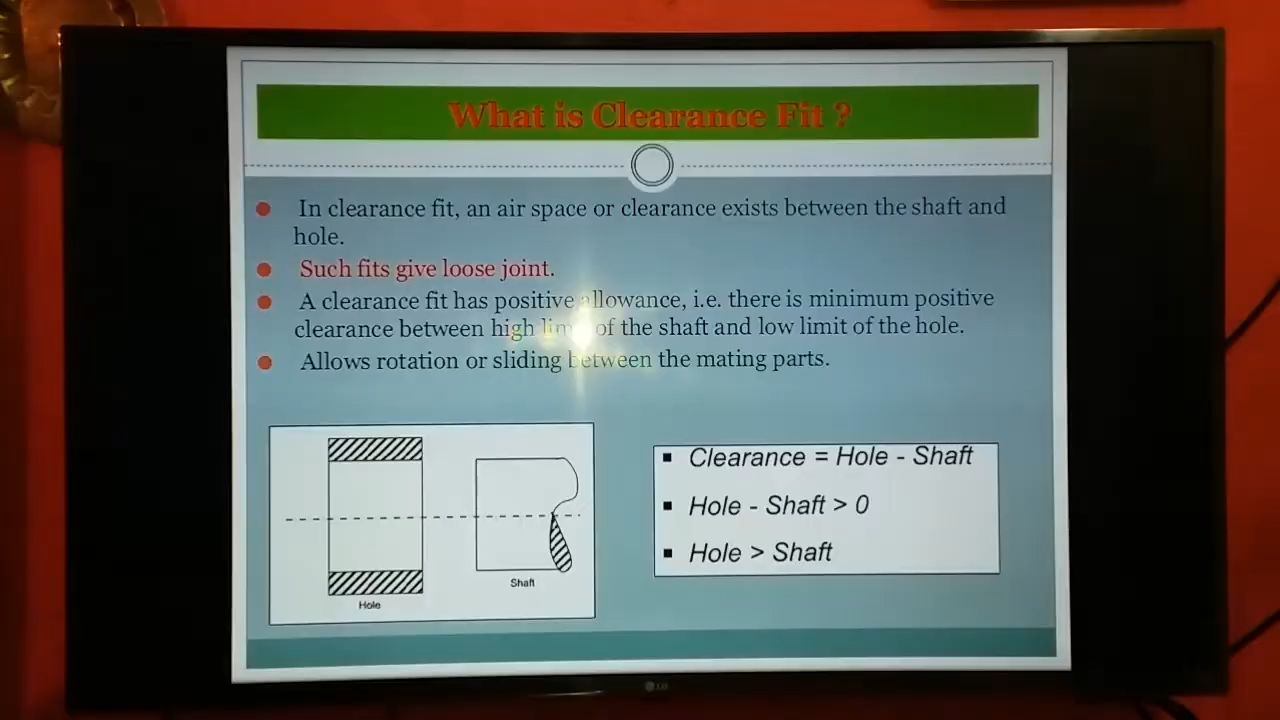 What is Clearance Fit ?
In clearance fit, an air space or clearance exists between the shaft and
hole.
Such fits give loose joint.
A clearance fit has positive allowance, i.e. there is minimum positive
clearance between high limit of the shaft and low limit of the hole.
Allows rotation or sliding between the mating parts.
Hole
Shaft
Clearance = Hole - Shaft
Hole - Shaft > 0
Hole > Shaft
LG